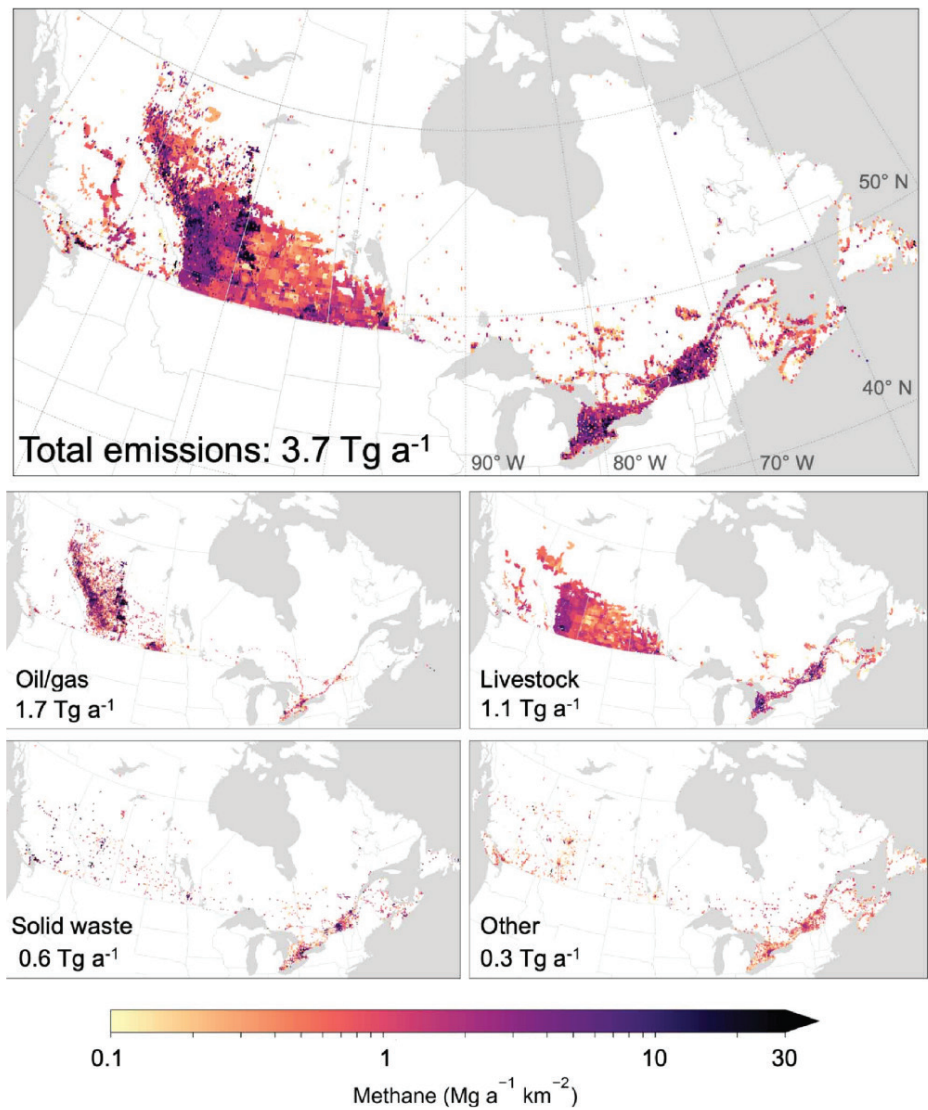 50° N
40° N
Total emissions: 3.7 Tg a⁻¹
90° W
80° W
70° W
Oil/gas
1.7 Tg a⁻¹
Livestock
1.1 Tg a⁻¹
Solid waste
0.6 Tg a⁻¹
Other
0.3 Tg a⁻¹
0.1
1
10
30
Methane (Mg a⁻¹ km⁻²)